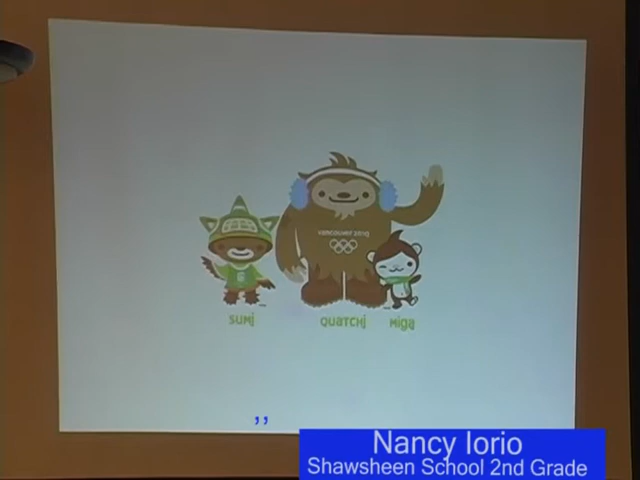 vancouver 2010
sumi
quatchi
miga
,,
Nancy Iorio
Shawsheen School 2nd Grade